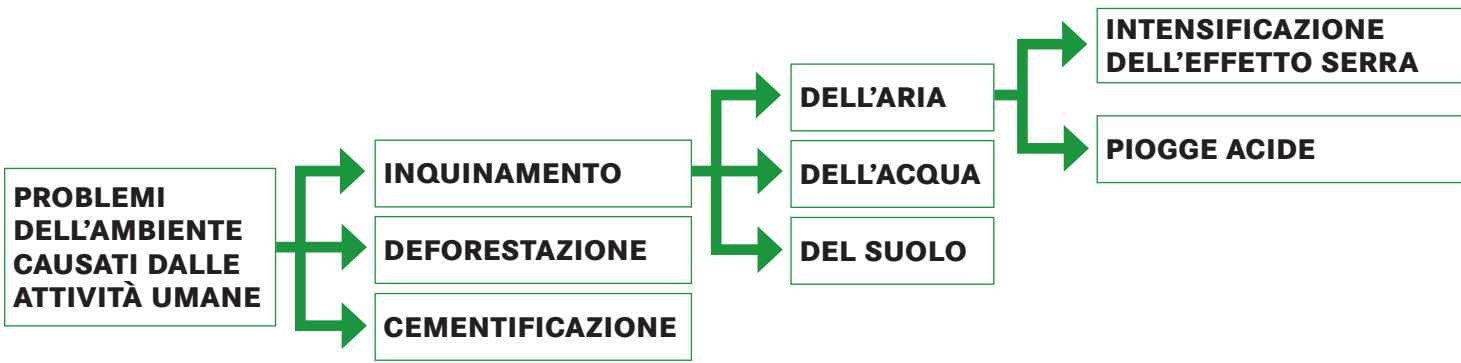 PROBLEMI
DELL'AMBIENTE
CAUSATI DALLE
ATTIVITÀ UMANE
INQUINAMENTO
DEFORESTAZIONE
CEMENTIFICAZIONE
DELL'ARIA
DELL'ACQUA
DEL SUOLO
INTENSIFICAZIONE
DELL'EFFETTO SERRA
PIOGGE ACIDE